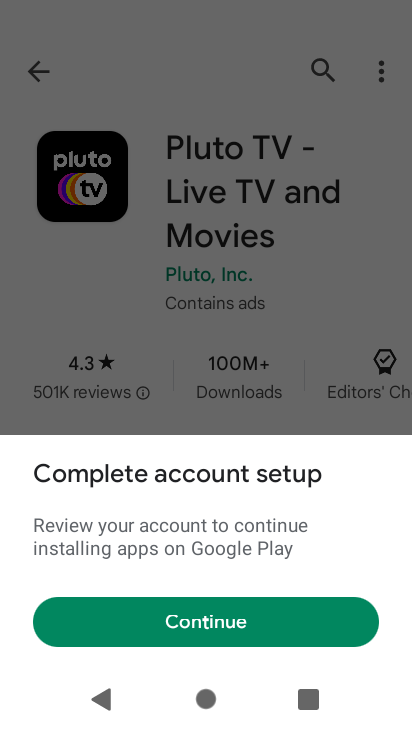 pluto
tv
Pluto TV -
Live TV and
Movies
Pluto, Inc.
Contains ads
4.3 ★
100M+
501K reviews
Downloads
Editors' Ch
Complete account setup
Review your account to continue
installing apps on Google Play
Continue